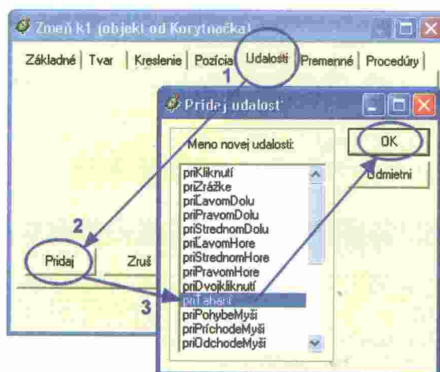 Zmeň k1 (objekt od Korytnačka)
Základné Tvar Kreslenie Pozícia Udalosti Premenné Procedúry
1
Pridaj udalosť
Meno novej udalosti:
OK
Odmietni
priKliknutí
priZrážke
priĽavomDolu
priPravomDolu
priStrednomDolu
priĽavomHore
priStrednomHore
priPravomHore
priDvojkliknutí
priŤahaní
priPohybeMyši
priPríchodeMyši
priOdchodeMyši
2
Pridaj Zruš
3